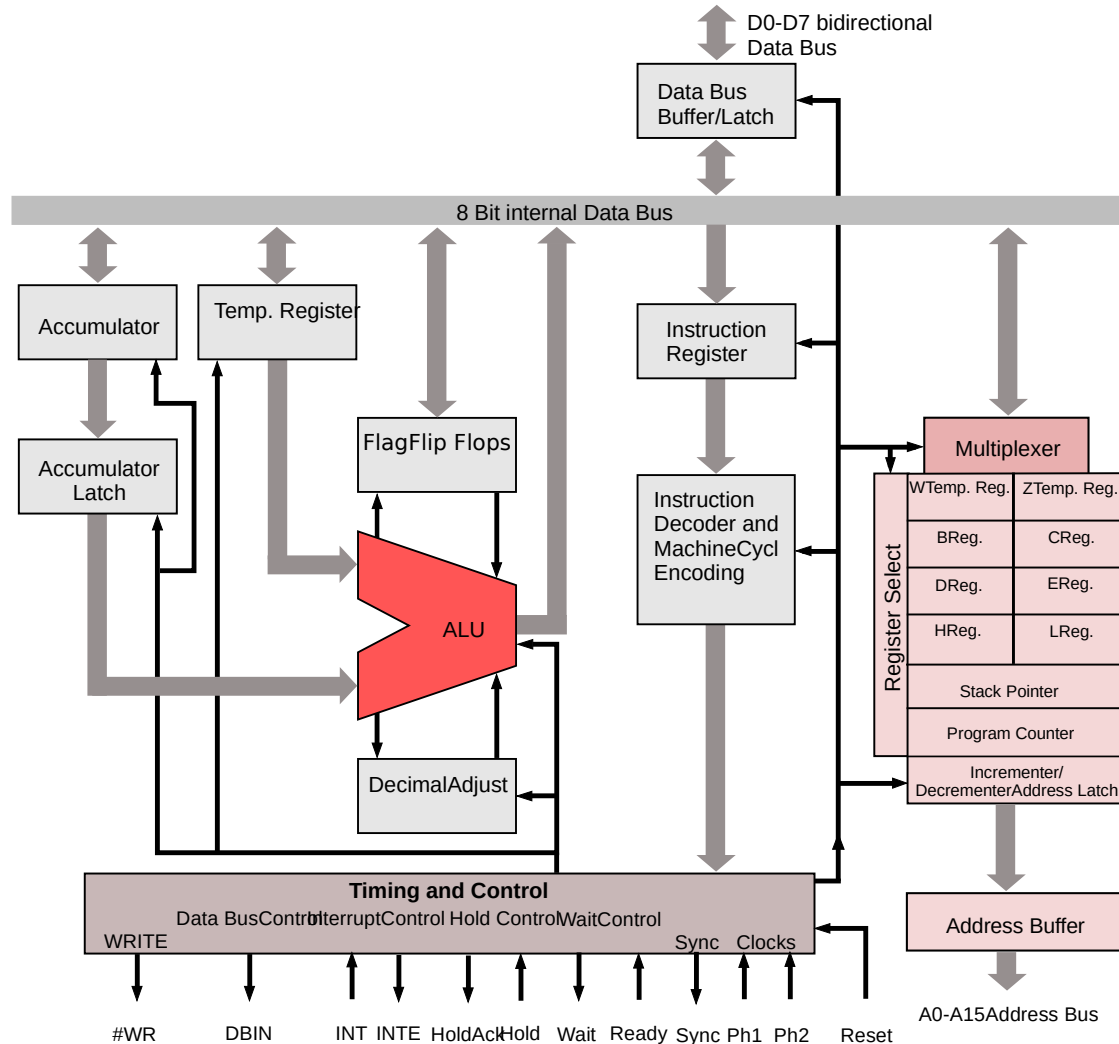 D0-D7 bidirectional
Data Bus
Data Bus
Buffer/Latch
8 Bit internal Data Bus
Accumulator
Temp. Register
Instruction
Register
FlagFlip Flops
Multiplexer
Accumulator
Latch
Instruction
Decoder and
MachineCycl
Encoding
Register Select
WTemp. Reg.
ZTemp. Reg.
BReg.
CReg.
DReg.
EReg.
HReg.
LReg.
Stack Pointer
Program Counter
Incrementer/
DecrementerAddress Latch
ALU
DecimalAdjust
Timing and Control
Data BusControl
InterruptControl
Hold Control
WaitControl
WRITE
Sync
Clocks
Address Buffer
A0-A15Address Bus
#WR
DBIN
INT
INTE
HoldAck
Hold
Wait
Ready
Sync
Ph1
Ph2
Reset